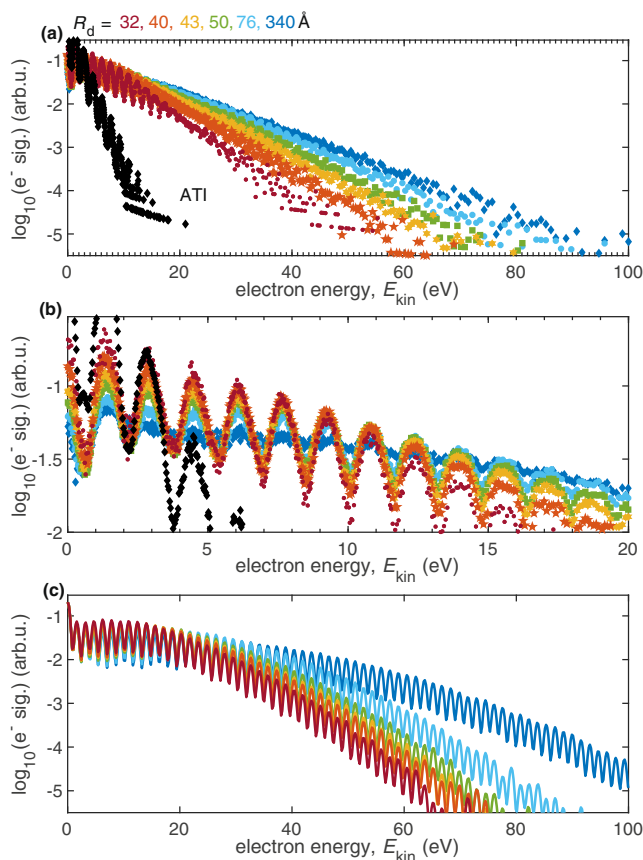 R_d = 32, 40, 43, 50, 76, 340 Å
(a)
-1
-2
-3
-4
-5
log10(e⁻ sig.) (arb.u.)
ATI
0 20 40 60 80 100
electron energy, E_kin (eV)
(b)
-1
-1.5
-2
log10(e⁻ sig.) (arb.u.)
0 5 10 15 20
electron energy, E_kin (eV)
(c)
-1
-2
-3
-4
-5
log10(e⁻ sig.) (arb.u.)
0 20 40 60 80 100
electron energy, E_kin (eV)